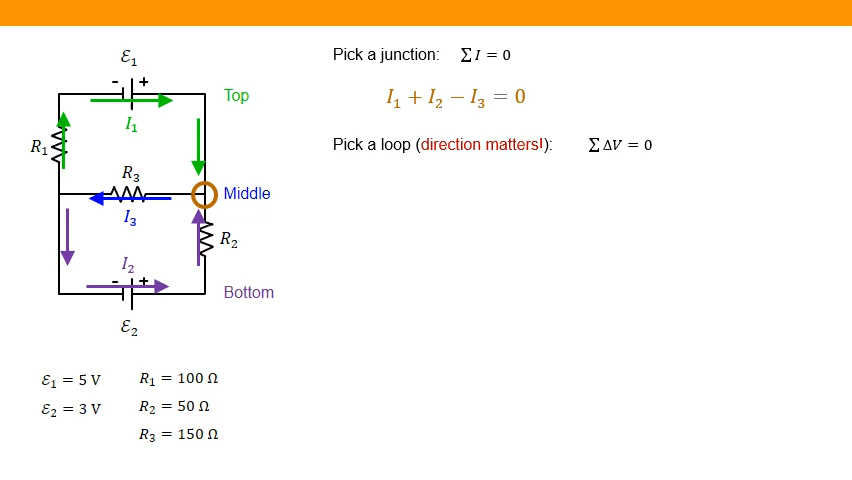 Pick a junction: ∑ I = 0
I₁ + I₂ − I₃ = 0
Pick a loop (direction matters!): ∑ ΔV = 0
ℰ₁
- +
Top
I₁
R₁
R₃
Middle
I₃
R₂
I₂
- +
Bottom
ℰ₂
ℰ₁ = 5 V R₁ = 100 Ω
ℰ₂ = 3 V R₂ = 50 Ω
R₃ = 150 Ω